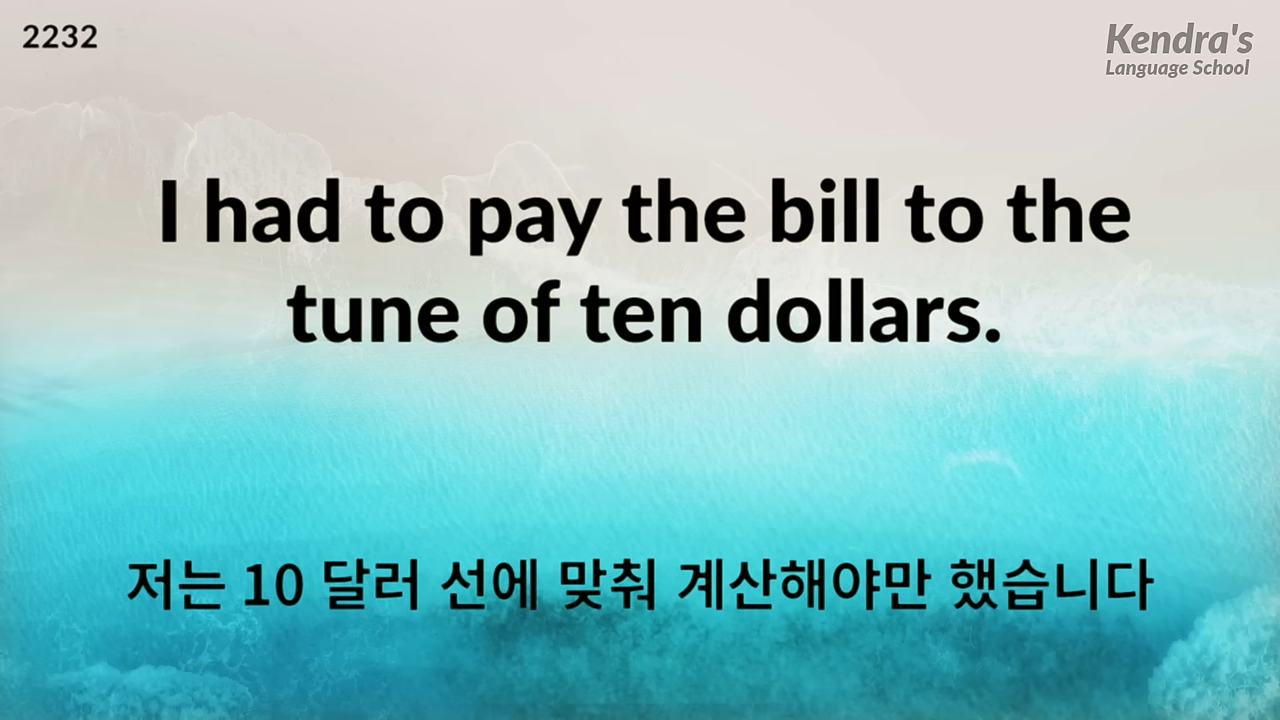 2232
Kendra's
Language School
I had to pay the bill to the
tune of ten dollars.
저는 10 달러 선에 맞춰 계산해야만 했습니다